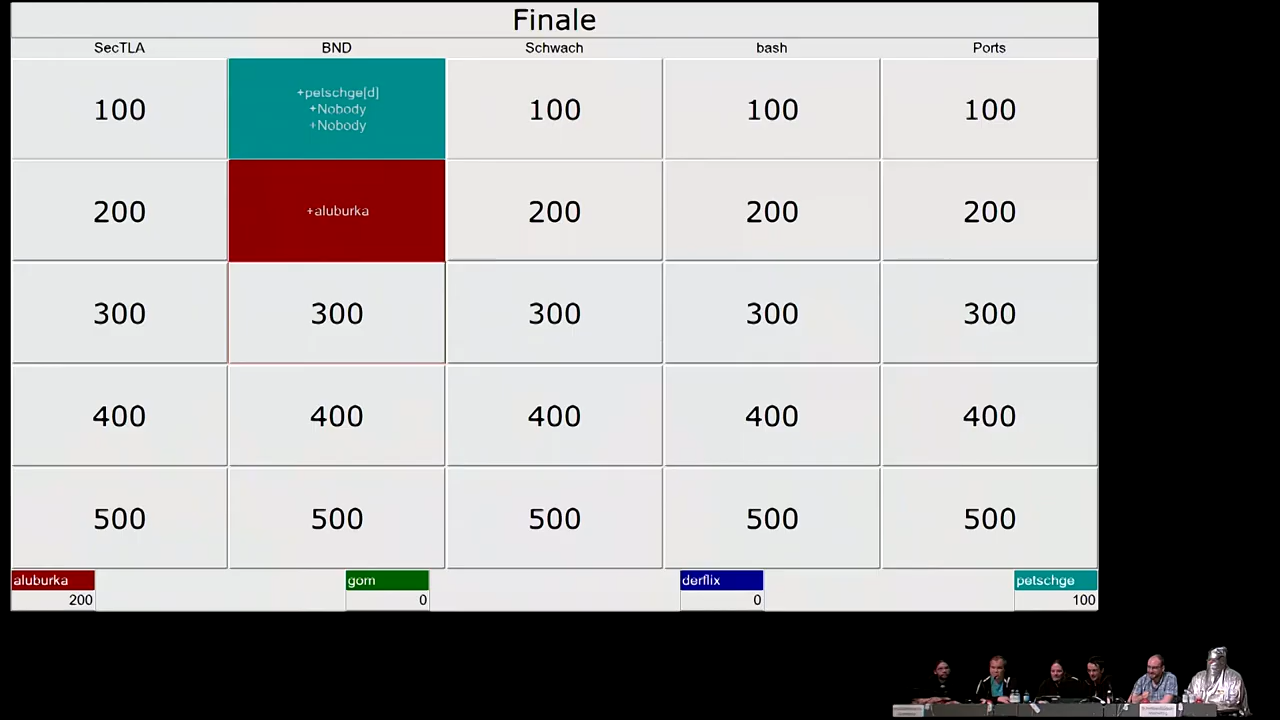 Finale
SecTLA BND Schwach bash Ports
100 +petschge[d] 100 100 100
+Nobody
+Nobody
200 +aluburka 200 200 200
300 300 300 300 300
400 400 400 400 400
500 500 500 500 500
aluburka gom derflix petschge
200 0 0 100